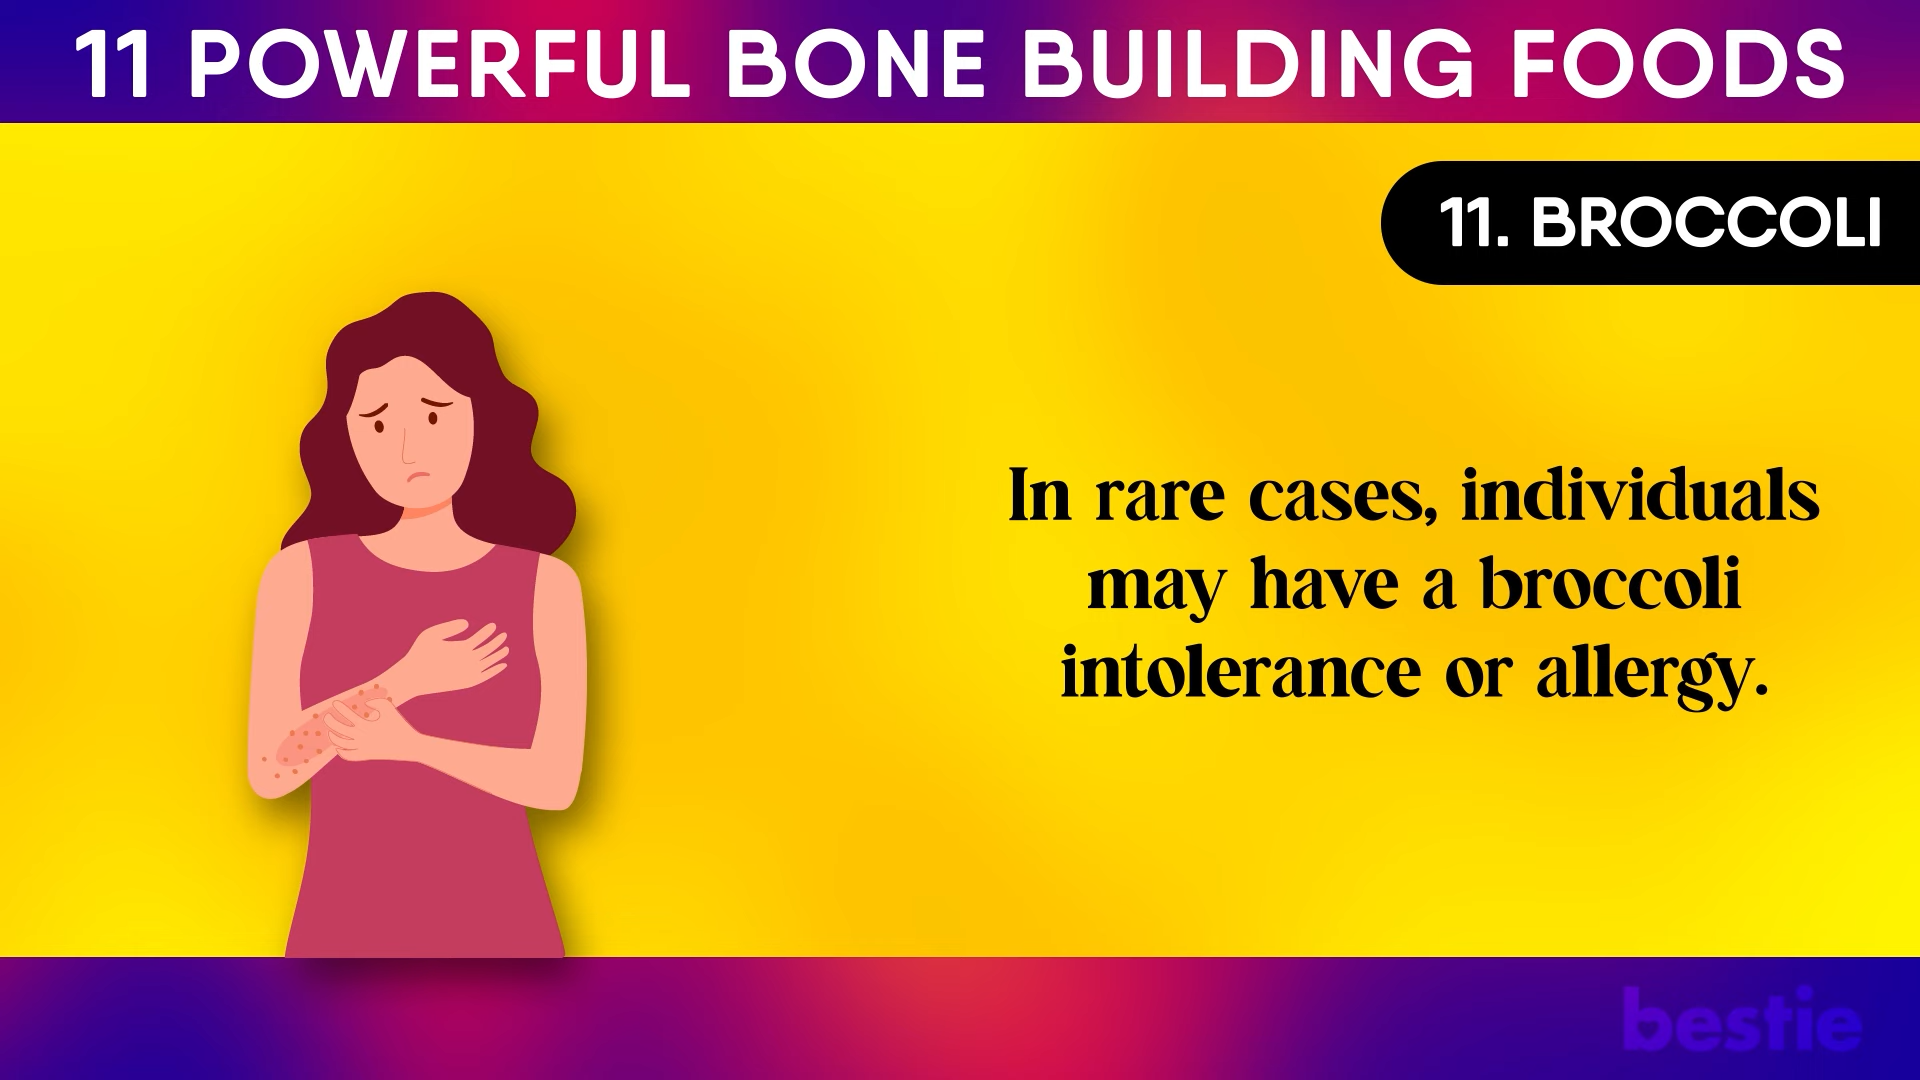 11 POWERFUL BONE BUILDING FOODS
11. BROCCOLI
In rare cases, individuals
may have a broccoli
intolerance or allergy.
bestie